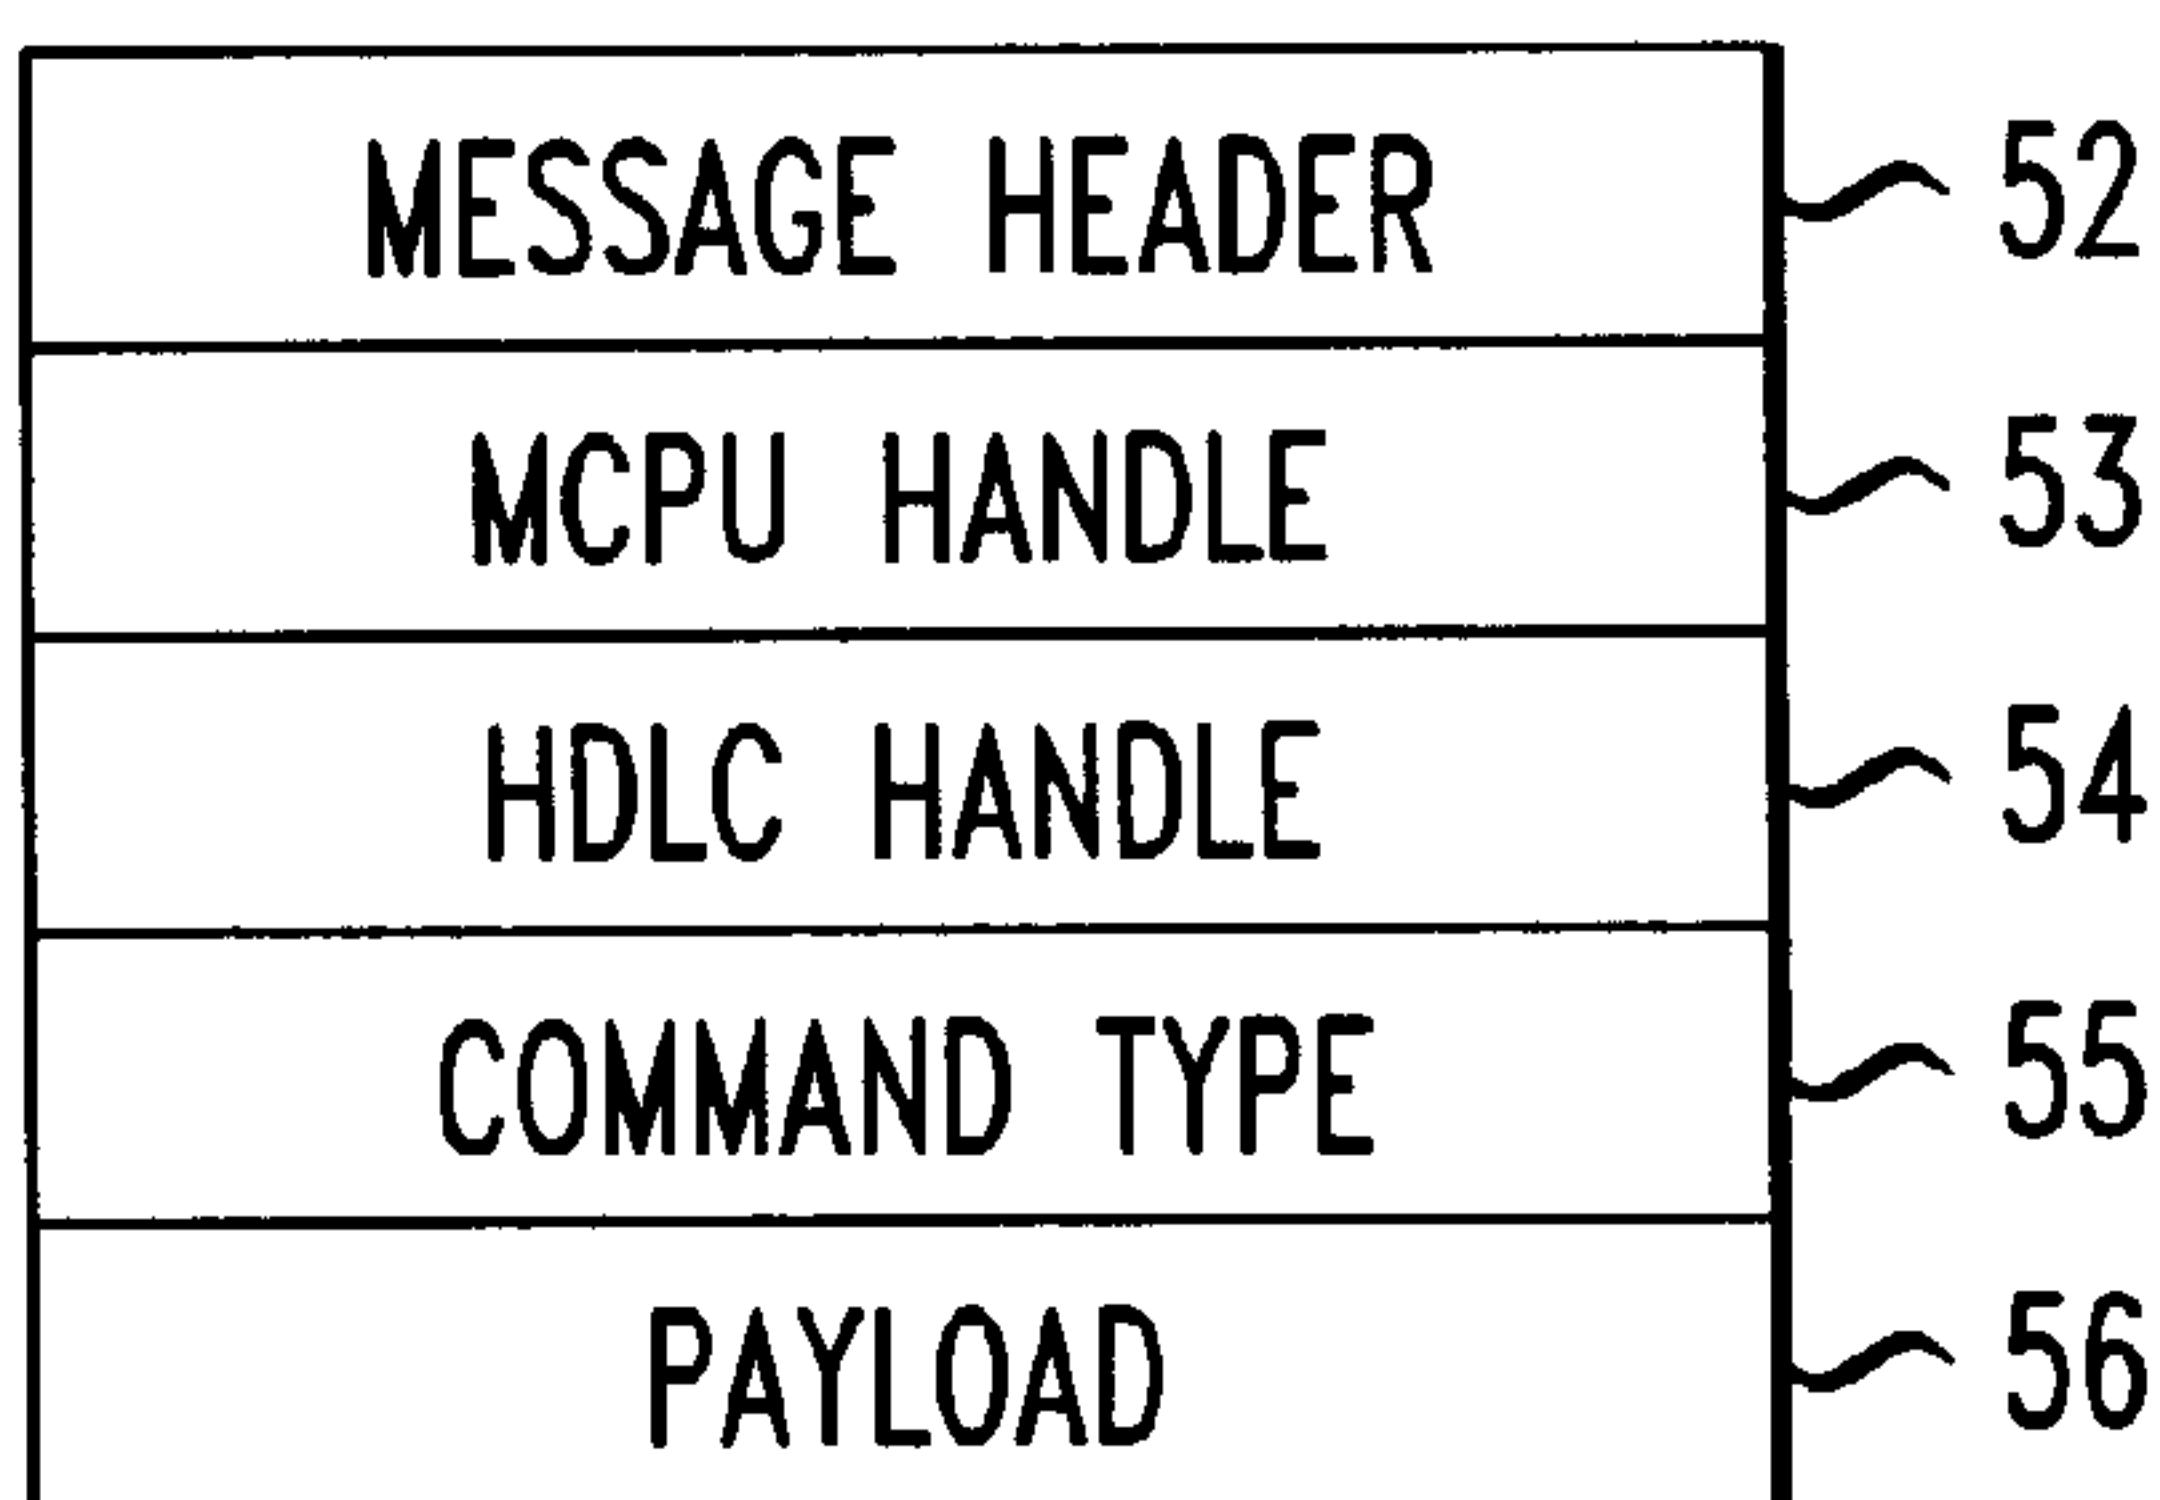 MESSAGE HEADER 52
MCPU HANDLE 53
HDLC HANDLE 54
COMMAND TYPE 55
PAYLOAD 56